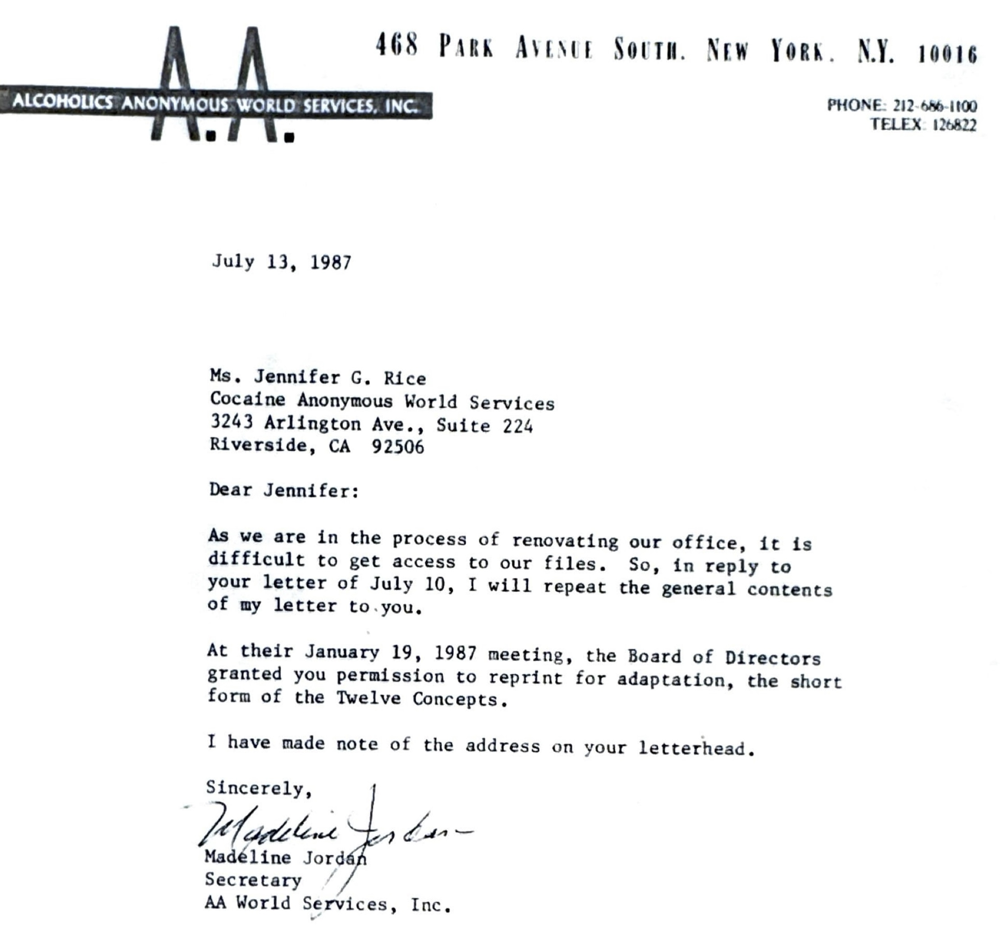 A.A.
468 PARK AVENUE SOUTH. NEW YORK. N.Y. 10016
ALCOHOLICS ANONYMOUS WORLD SERVICES, INC.
PHONE: 212-686-1100
TELEX: 126822
July 13, 1987
Ms. Jennifer G. Rice
Cocaine Anonymous World Services
3243 Arlington Ave., Suite 224
Riverside, CA  92506
Dear Jennifer:
As we are in the process of renovating our office, it is
difficult to get access to our files.  So, in reply to
your letter of July 10, I will repeat the general contents
of my letter to you.
At their January 19, 1987 meeting, the Board of Directors
granted you permission to reprint for adaptation, the short
form of the Twelve Concepts.
I have made note of the address on your letterhead.
Sincerely,
Madeline Jordan
Madeline Jordan
Secretary
AA World Services, Inc.